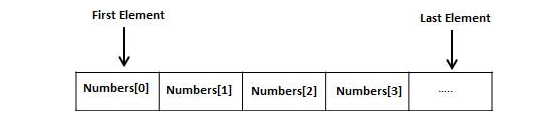 First Element
Last Element
Numbers[0] Numbers[1] Numbers[2] Numbers[3] .....